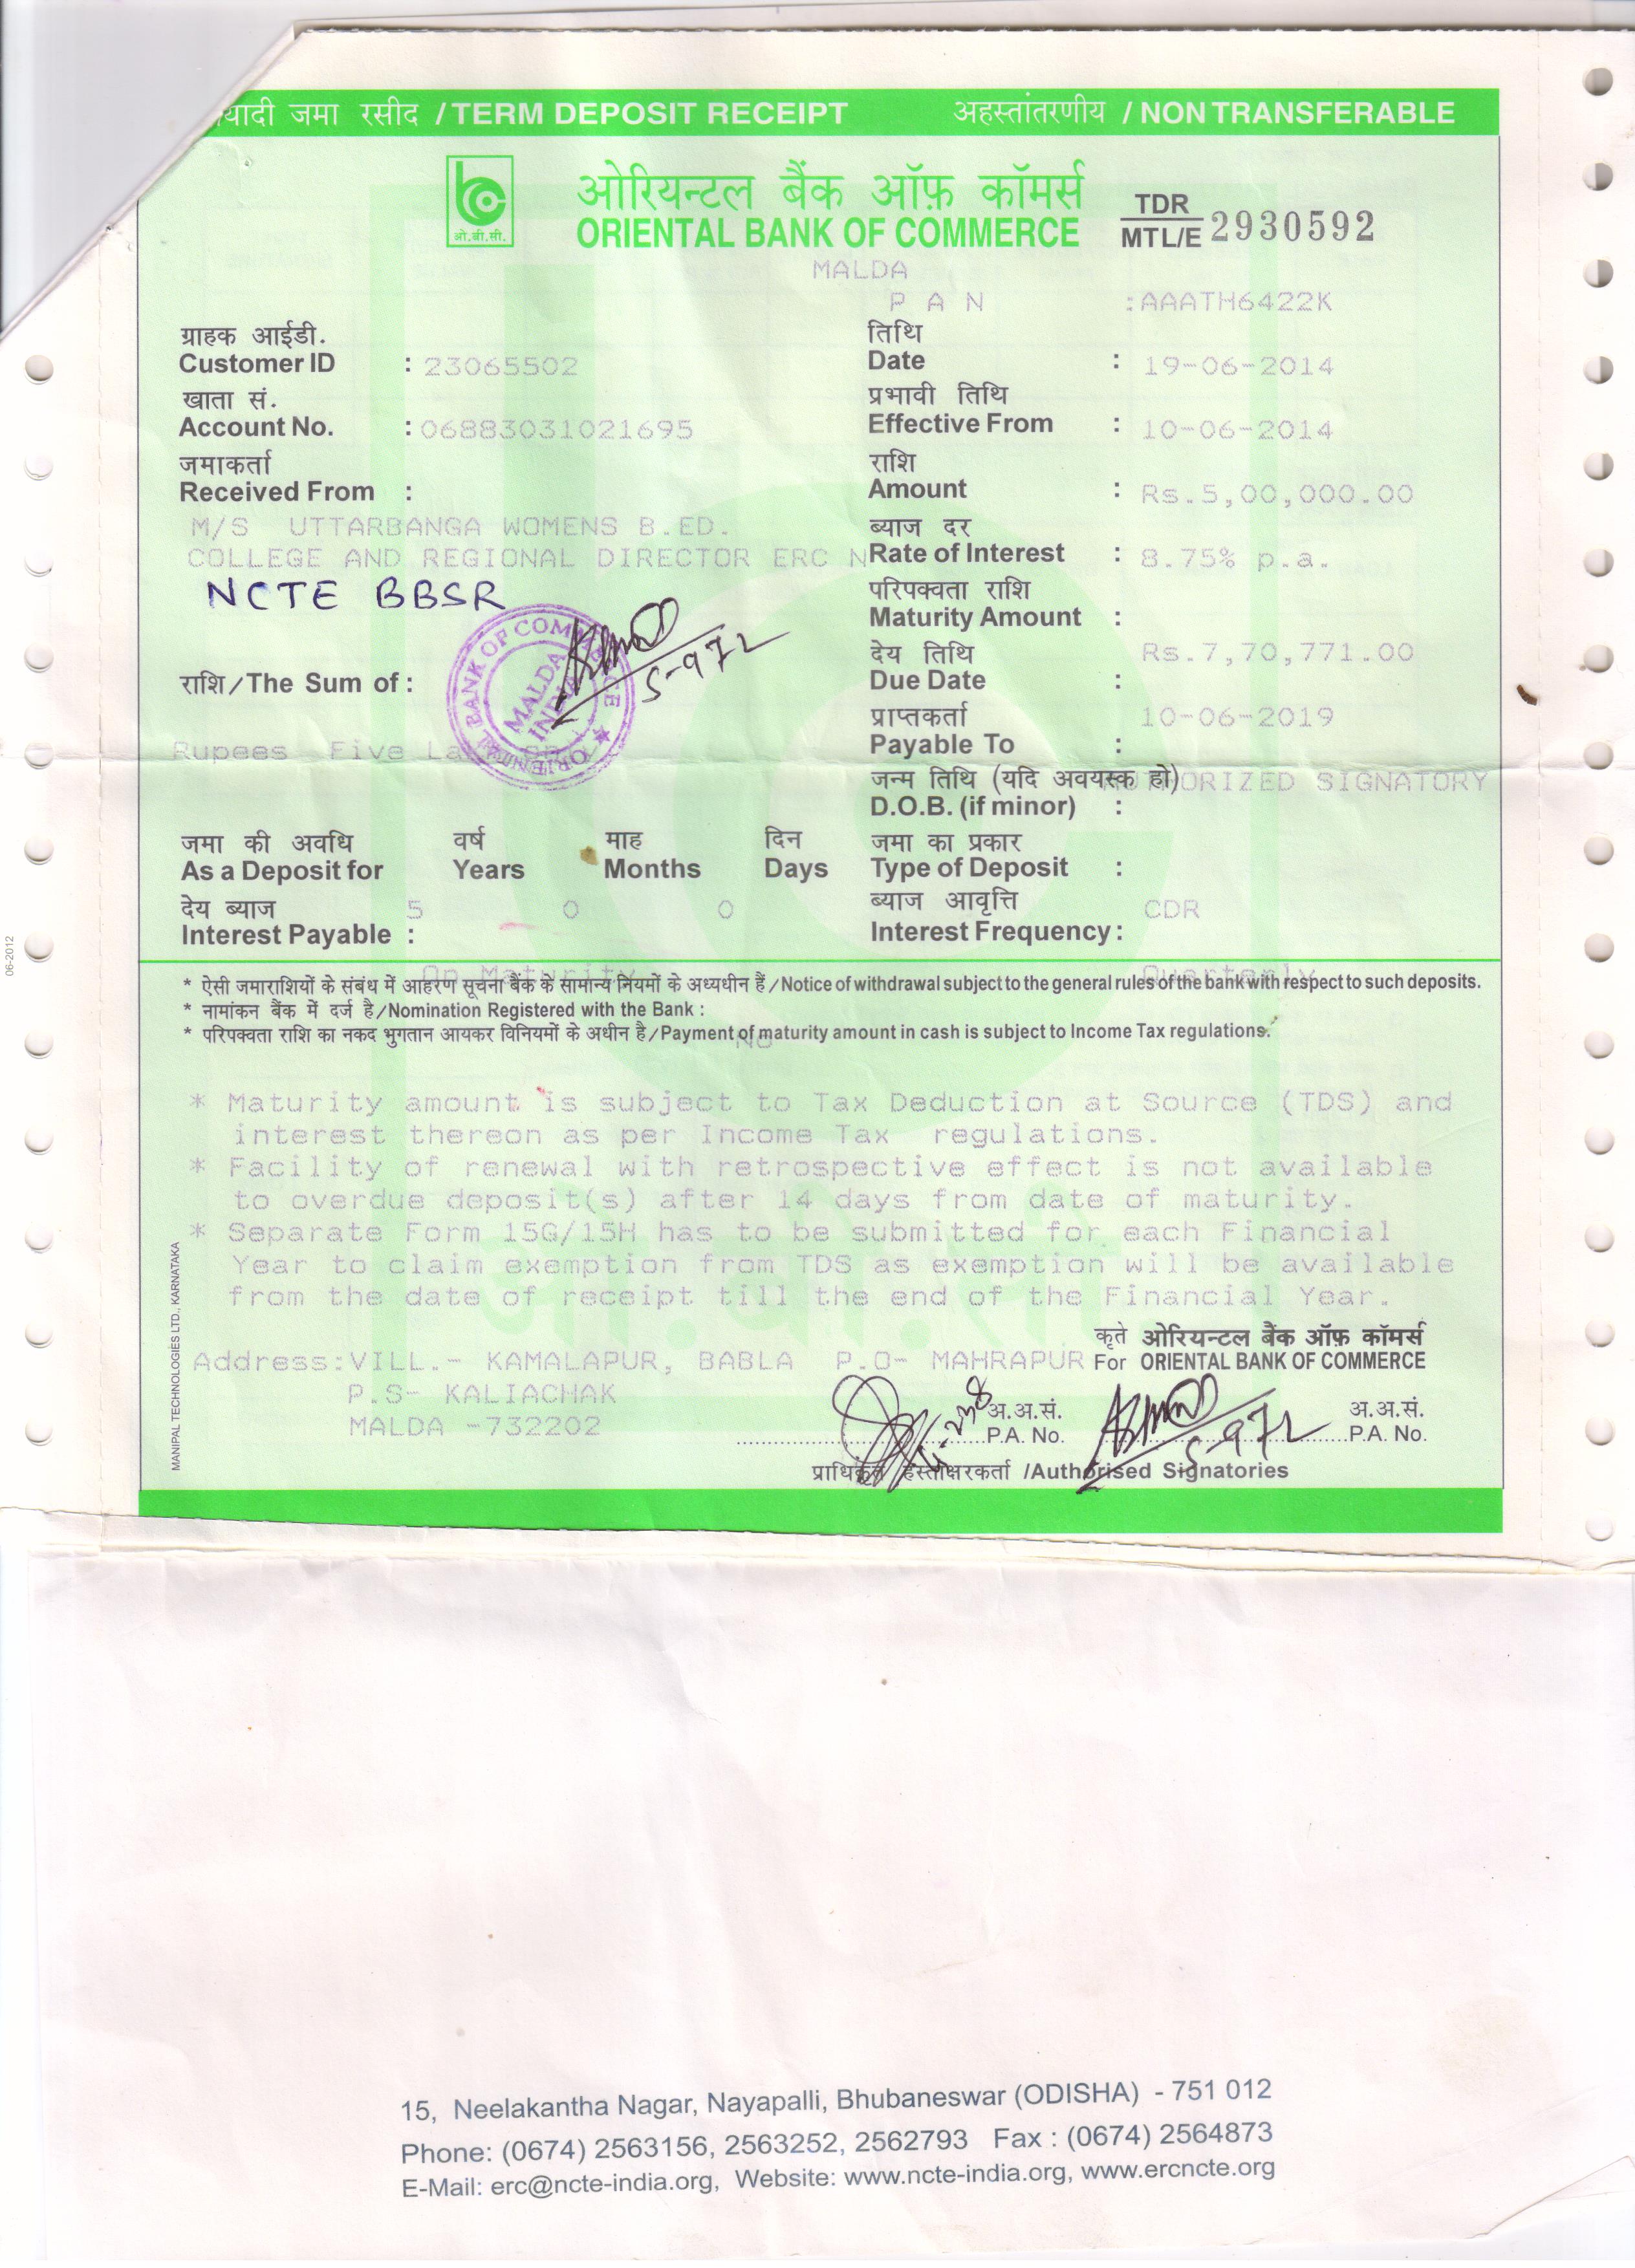 यादी जमा रसीद / TERM DEPOSIT RECEIPT अहस्तांतरणीय / NON TRANSFERABLE
ओ.बी.सी.
ओरियन्टल बैंक ऑफ़ कॉमर्स
ORIENTAL BANK OF COMMERCE
TDR
MTL/E 2930592
MALDA
P A N :AAATH6422K
ग्राहक आईडी.
Customer ID : 23065502
तिथि
Date : 19-06-2014
खाता सं.
Account No. : 06883031021695
प्रभावी तिथि
Effective From : 10-06-2014
जमाकर्ता
Received From :
राशि
Amount : Rs.5,00,000.00
M/S UTTARBANGA WOMENS B.ED.
COLLEGE AND REGIONAL DIRECTOR ERC N
NCTE BBSR
ब्याज दर
Rate of Interest : 8.75% p.a.
परिपक्वता राशि
Maturity Amount :
Rs.7,70,771.00
देय तिथि
Due Date :
10-06-2019
राशि/The Sum of :
BANK OF COMM
MALDA
INDIA
S-972
Rupees Five
प्राप्तकर्ता
Payable To :
जन्म तिथि (यदि अवयस्क हो) ORIZED SIGNATORY
D.O.B. (if minor) :
जमा की अवधि वर्ष माह दिन
As a Deposit for Years Months Days
5 0 0
जमा का प्रकार
Type of Deposit :
CDR
देय ब्याज
Interest Payable :
On Maturity
ब्याज आवृत्ति
Interest Frequency :
Quarterly
* ऐसी जमाराशियों के संबंध में आहरण सूचना बैंक के सामान्य नियमों के अध्यधीन हैं/Notice of withdrawal subject to the general rules of the bank with respect to such deposits.
* नामांकन बैंक में दर्ज है/Nomination Registered with the Bank :
NO
* परिपक्वता राशि का नकद भुगतान आयकर विनियमों के अधीन है/Payment of maturity amount in cash is subject to Income Tax regulations.
* Maturity amount is subject to Tax Deduction at Source (TDS) and
interest thereon as per Income Tax regulations.
* Facility of renewal with retrospective effect is not available
to overdue deposit(s) after 14 days from date of maturity.
* Separate Form 15G/15H has to be submitted for each Financial
Year to claim exemption from TDS as exemption will be available
from the date of receipt till the end of the Financial Year.
कृते ओरियन्टल बैंक ऑफ़ कॉमर्स
Address:VILL.- KAMALAPUR, BABLA P.O- MAHRAPUR For ORIENTAL BANK OF COMMERCE
P.S- KALIACHAK
MALDA -732202
अ.अ.सं. अ.अ.सं.
P.A. No. S-972 P.A. No.
प्राधिकृत हस्ताक्षरकर्ता /Authorised Signatories
MANIPAL TECHNOLOGIES LTD., KARNATAKA
06-2012
15, Neelakantha Nagar, Nayapalli, Bhubaneswar (ODISHA) - 751 012
Phone: (0674) 2563156, 2563252, 2562793 Fax : (0674) 2564873
E-Mail: erc@ncte-india.org, Website: www.ncte-india.org, www.ercncte.org